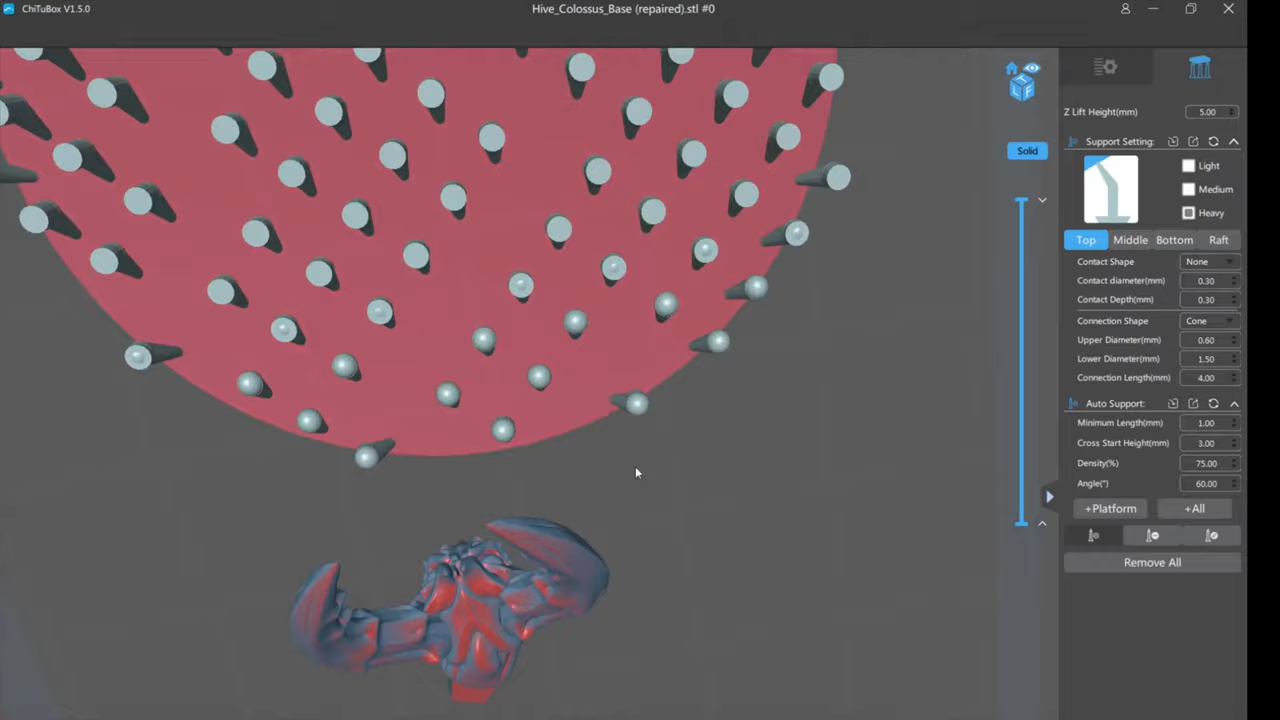 ChiTuBox V1.5.0
Hive_Colossus_Base (repaired).stl #0
T
L F
Solid
Z Lift Height(mm) 5.00
Support Setting:
Light
Medium
Heavy
Top Middle Bottom Raft
Contact Shape None
Contact diameter(mm) 0.30
Contact Depth(mm) 0.30
Connection Shape Cone
Upper Diameter(mm) 0.60
Lower Diameter(mm) 1.50
Connection Length(mm) 4.00
Auto Support:
Minimum Length(mm) 1.00
Cross Start Height(mm) 3.00
Density(%) 75.00
Angle(°) 60.00
+Platform +All
Remove All